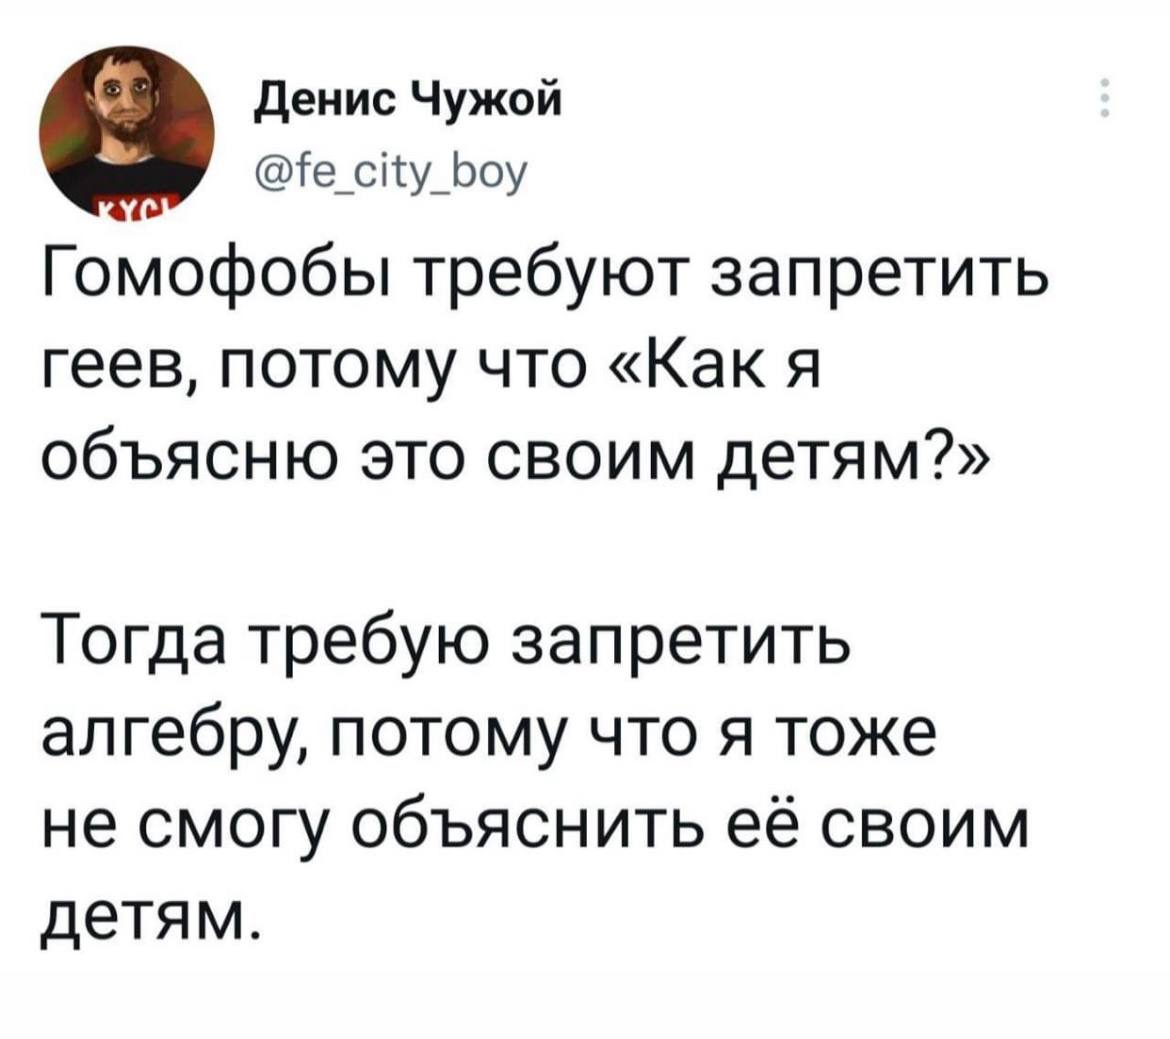 Денис Чужой
@fe_city_boy
КУСЬ
Гомофобы требуют запретить
геев, потому что «Как я
объясню это своим детям?»
Тогда требую запретить
алгебру, потому что я тоже
не смогу объяснить её своим
детям.